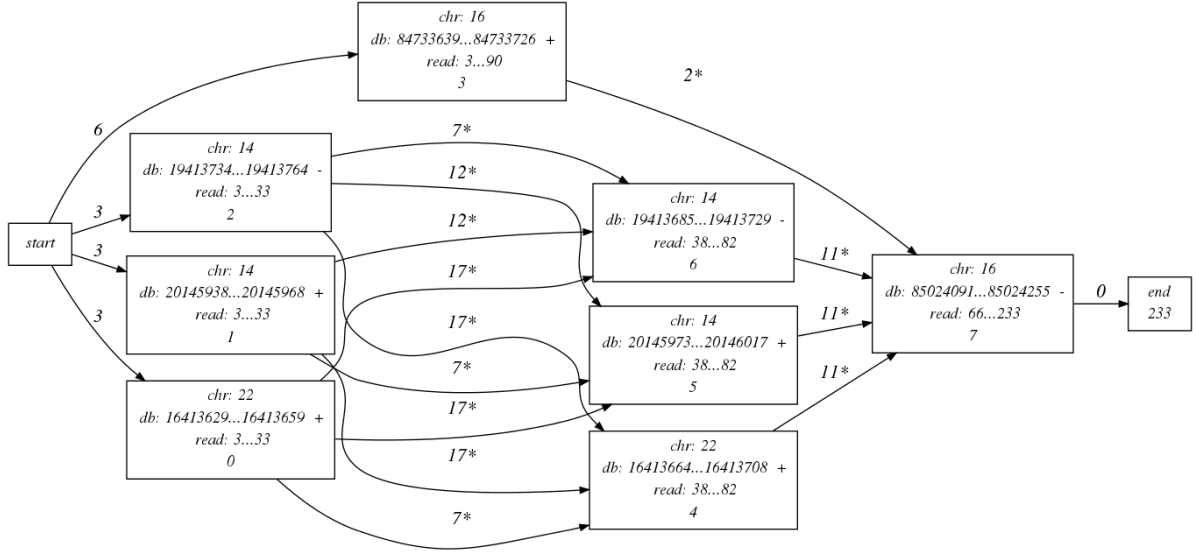 chr: 16
db: 84733639...84733726 +
read: 3...90
3
2*
6
chr: 14
db: 19413734...19413764 -
read: 3...33
2
7*
12*
chr: 14
db: 19413685...19413729 -
read: 38...82
6
start
3
3
3
chr: 14
db: 20145938...20145968 +
read: 3...33
1
12*
17*
17*
7*
17*
17*
7*
chr: 14
db: 20145973...20146017 +
read: 38...82
5
11*
11*
11*
chr: 16
db: 85024091...85024255 -
read: 66...233
7
0
end
233
chr: 22
db: 16413629...16413659 +
read: 3...33
0
chr: 22
db: 16413664...16413708 +
read: 38...82
4